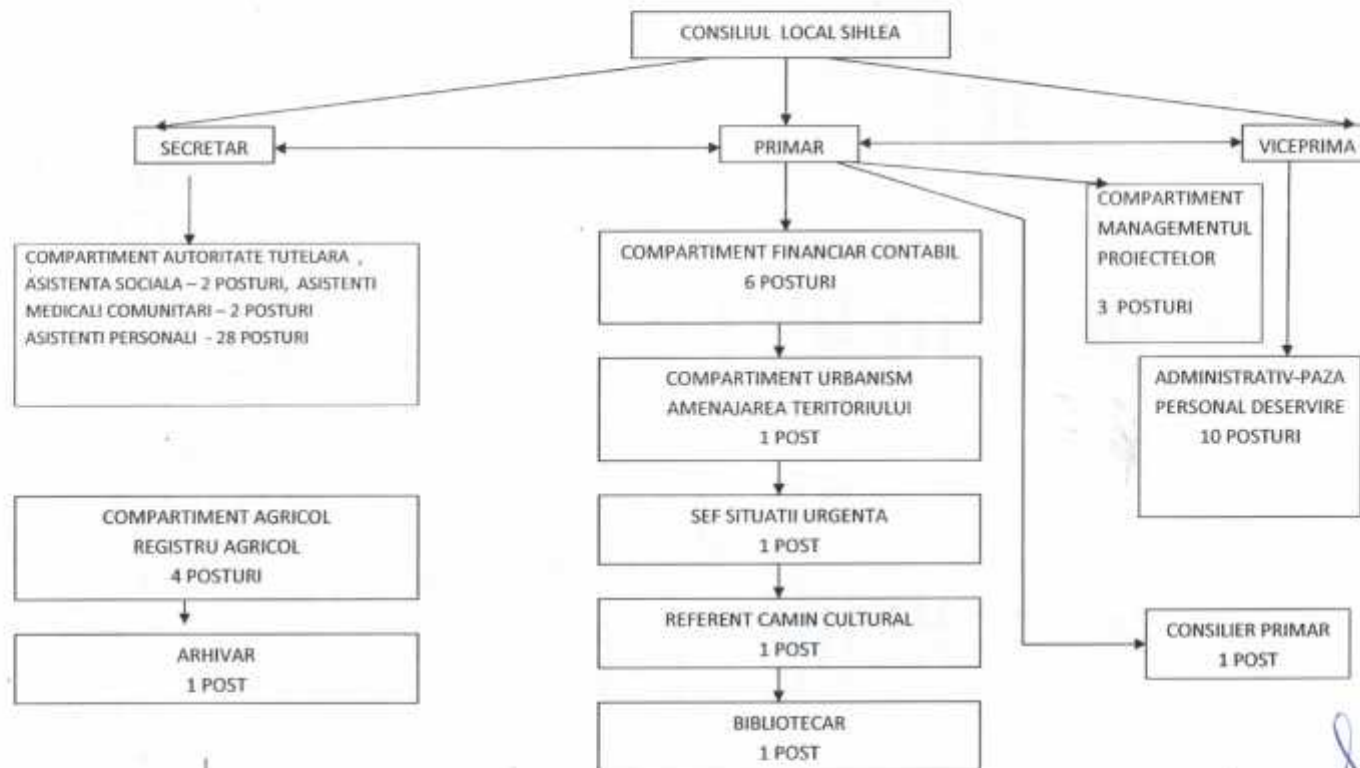 CONSILIUL LOCAL SIHLEA
SECRETAR
PRIMAR
VICEPRIMA
COMPARTIMENT AUTORITATE TUTELARA ,
ASISTENTA SOCIALA – 2 POSTURI, ASISTENTI
MEDICALI COMUNITARI – 2 POSTURI
ASISTENTI PERSONALI - 28 POSTURI
COMPARTIMENT AGRICOL
REGISTRU AGRICOL
4 POSTURI
ARHIVAR
1 POST
COMPARTIMENT FINANCIAR CONTABIL
6 POSTURI
COMPARTIMENT URBANISM
AMENAJAREA TERITORIULUI
1 POST
SEF SITUATII URGENTA
1 POST
REFERENT CAMIN CULTURAL
1 POST
BIBLIOTECAR
1 POST
COMPARTIMENT
MANAGEMENTUL
PROIECTELOR
3 POSTURI
ADMINISTRATIV-PAZA
PERSONAL DESERVIRE
10 POSTURI
CONSILIER PRIMAR
1 POST